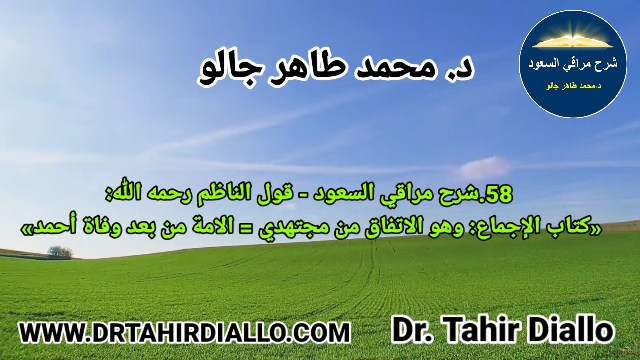 د. محمد طاهر جالو
شرح مراقي السعود
د.محمد طاهر جالو
58.شرح مراقي السعود - قول الناظم رحمه الله:
«كتاب الإجماع: وهو الاتفاق من مجتهدي = الامة من بعد وفاة أحمد»
WWW.DRTAHIRDIALLO.COM
Dr. Tahir Diallo